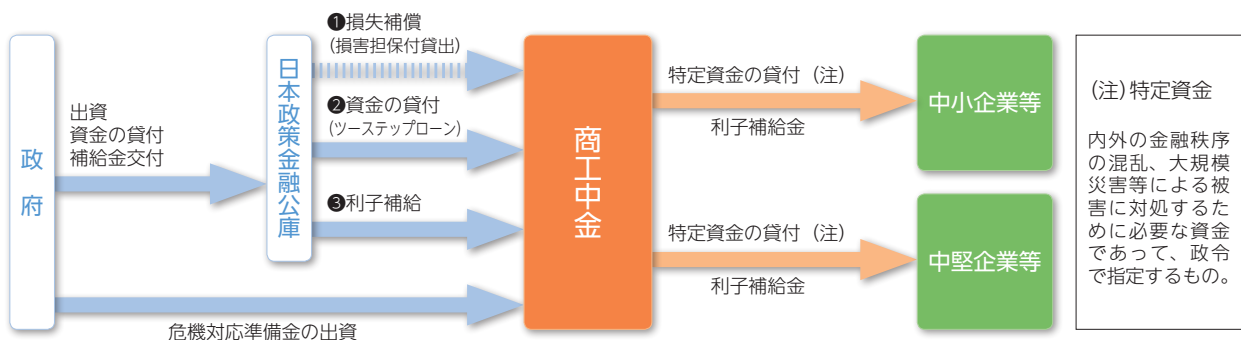 政府
出資
資金の貸付
補給金交付
日本政策金融公庫
❶損失補償
(損害担保付貸出)
❷資金の貸付
(ツーステップローン)
❸利子補給
危機対応準備金の出資
商工中金
特定資金の貸付（注）
利子補給金
中小企業等
特定資金の貸付（注）
利子補給金
中堅企業等
(注)特定資金
内外の金融秩序
の混乱、大規模
災害等による被
害に対処するた
めに必要な資金
であって、政令
で指定するもの。